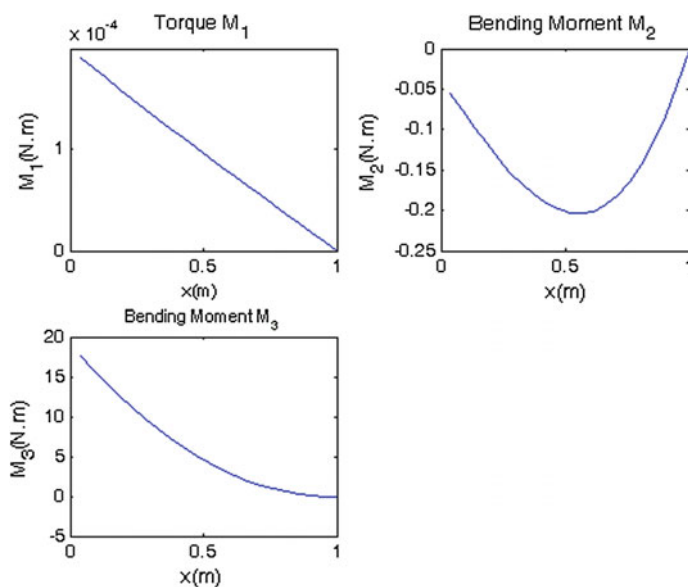 x 10⁻⁴
Torque M₁
M₁(N.m)
1
0
0
0.5
1
x(m)
Bending Moment M₂
M₂(N.m)
0
-0.05
-0.1
-0.15
-0.2
-0.25
0
0.5
1
x(m)
Bending Moment M₃
M₃(N.m)
20
15
10
5
0
-5
0
0.5
1
x(m)